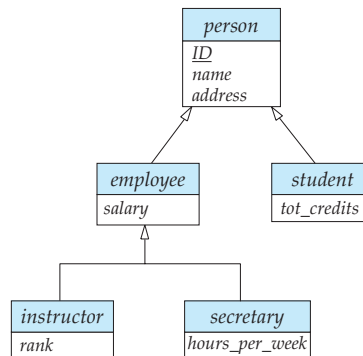 person
ID
name
address
employee
salary
student
tot_credits
instructor
rank
secretary
hours_per_week